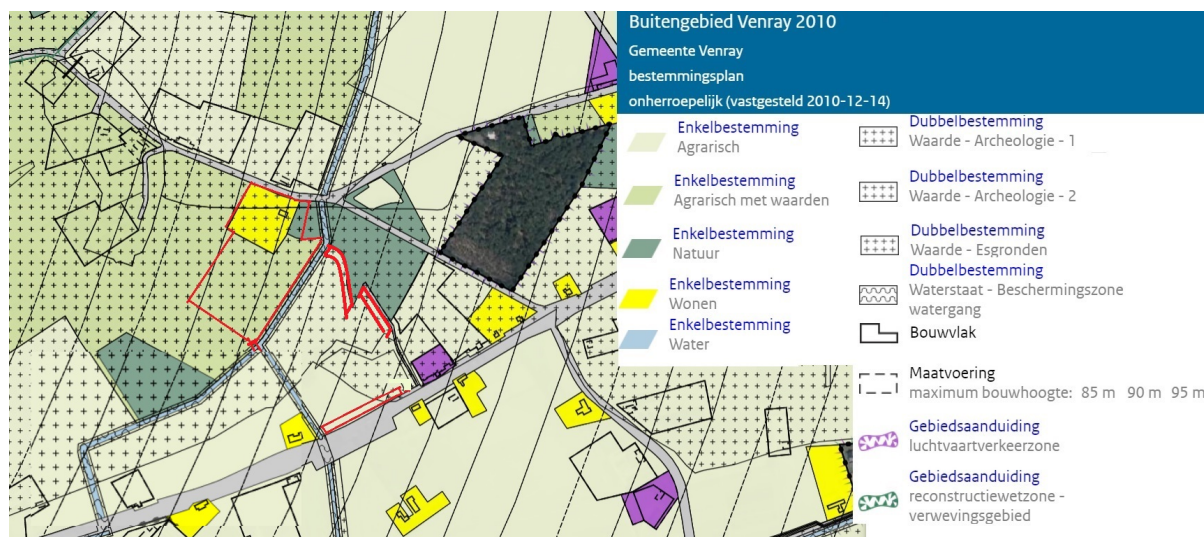 Buitengebied Venray 2010
Gemeente Venray
bestemmingsplan
onherroepelijk (vastgesteld 2010-12-14)
Enkelbestemming
Agrarisch
Enkelbestemming
Agrarisch met waarden
Enkelbestemming
Natuur
Enkelbestemming
Wonen
Enkelbestemming
Water
Dubbelbestemming
Waarde - Archeologie - 1
Dubbelbestemming
Waarde - Archeologie - 2
Dubbelbestemming
Waarde - Esgronden
Dubbelbestemming
Waterstaat - Beschermingszone
watergang
Bouwvlak
Maatvoering
maximum bouwhoogte: 85 m 90 m 95 m
Gebiedsaanduiding
luchtvaartverkeerzone
Gebiedsaanduiding
reconstructiewetzone -
verwevingsgebied